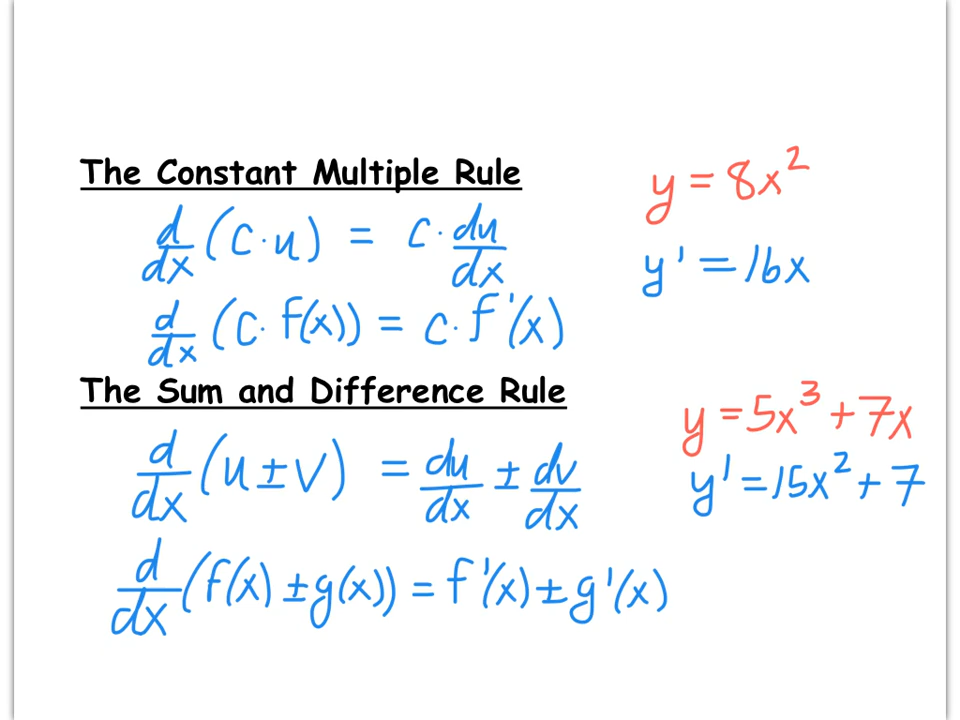 The Constant Multiple Rule
d/dx (c·u) = c· du/dx
d/dx (c· f(x)) = c· f'(x)
y = 8x²
y' = 16x
The Sum and Difference Rule
d/dx (u ± v) = du/dx ± dv/dx
d/dx (f(x) ± g(x)) = f'(x) ± g'(x)
y = 5x³ + 7x
y' = 15x² + 7